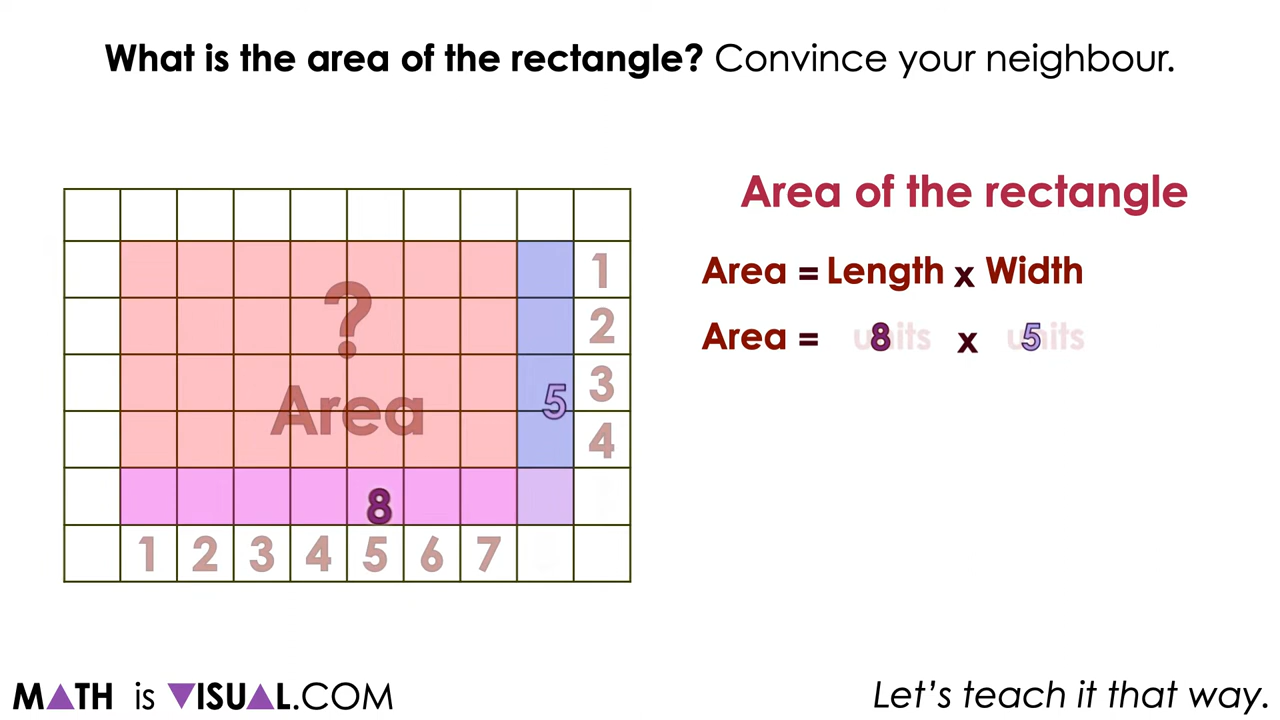 What is the area of the rectangle? Convince your neighbour.
Area of the rectangle
Area = Length x Width
Area = 8 units x 5 units
?
Area
1
2
3
4
5
8
1 2 3 4 5 6 7
MATH is VISUAL.COM
Let's teach it that way.